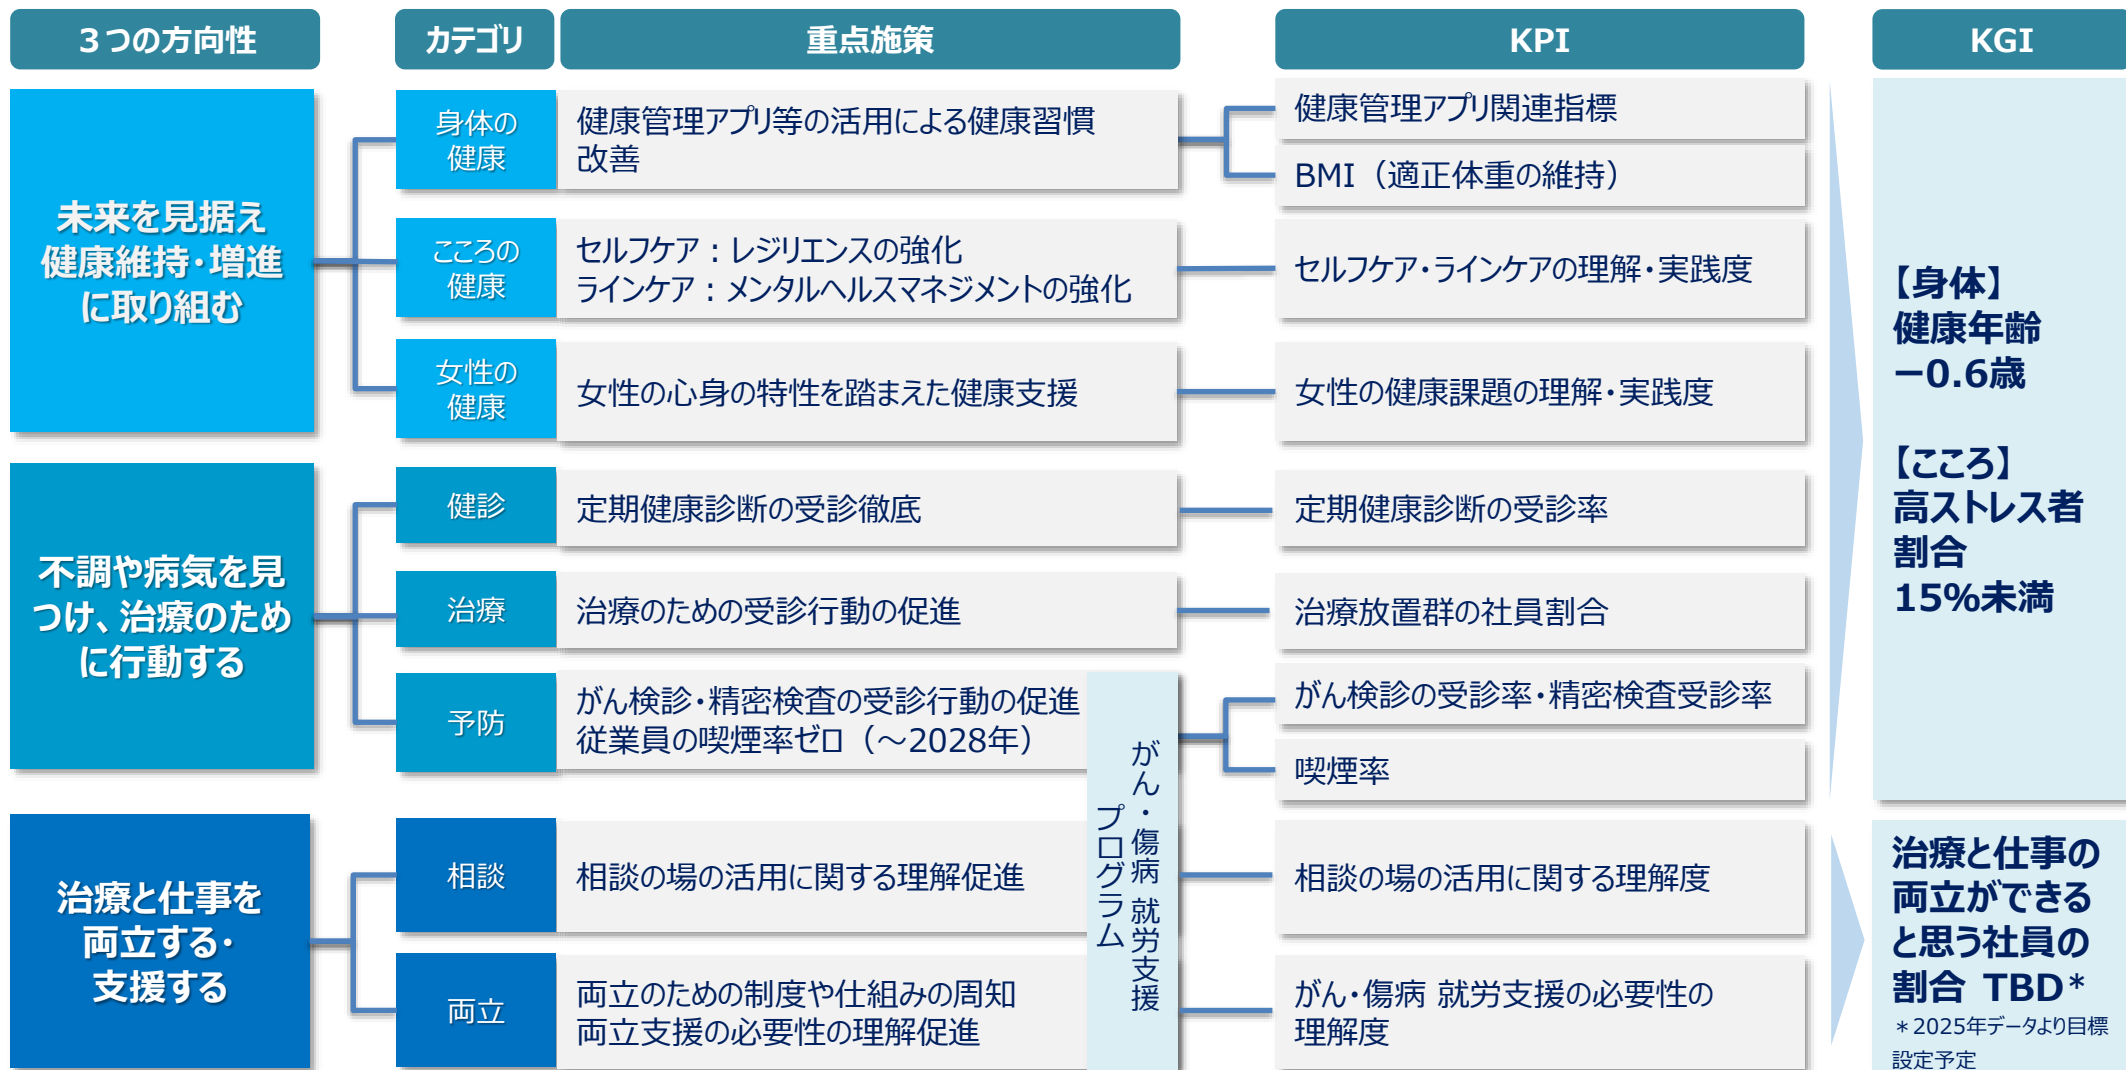 3つの方向性
カテゴリ
重点施策
KPI
KGI
未来を見据え
健康維持・増進
に取り組む
身体の
健康
健康管理アプリ等の活用による健康習慣
改善
健康管理アプリ関連指標
BMI（適正体重の維持）
こころの
健康
セルフケア：レジリエンスの強化
ラインケア：メンタルヘルスマネジメントの強化
セルフケア・ラインケアの理解・実践度
女性の
健康
女性の心身の特性を踏まえた健康支援
女性の健康課題の理解・実践度
不調や病気を見
つけ、治療のため
に行動する
健診
定期健康診断の受診徹底
定期健康診断の受診率
治療
治療のための受診行動の促進
治療放置群の社員割合
予防
がん検診・精密検査の受診行動の促進
従業員の喫煙率ゼロ（～2028年）
がん検診の受診率・精密検査受診率
喫煙率
【身体】
健康年齢
－0.6歳
【こころ】
高ストレス者
割合
15%未満
治療と仕事を
両立する・
支援する
相談
相談の場の活用に関する理解促進
相談の場の活用に関する理解度
両立
両立のための制度や仕組みの周知
両立支援の必要性の理解促進
がん・傷病 就労支援の必要性の
理解度
がん・傷病 就労支援
プログラム
治療と仕事の
両立ができる
と思う社員の
割合 TBD*
＊2025年データより目標
設定予定